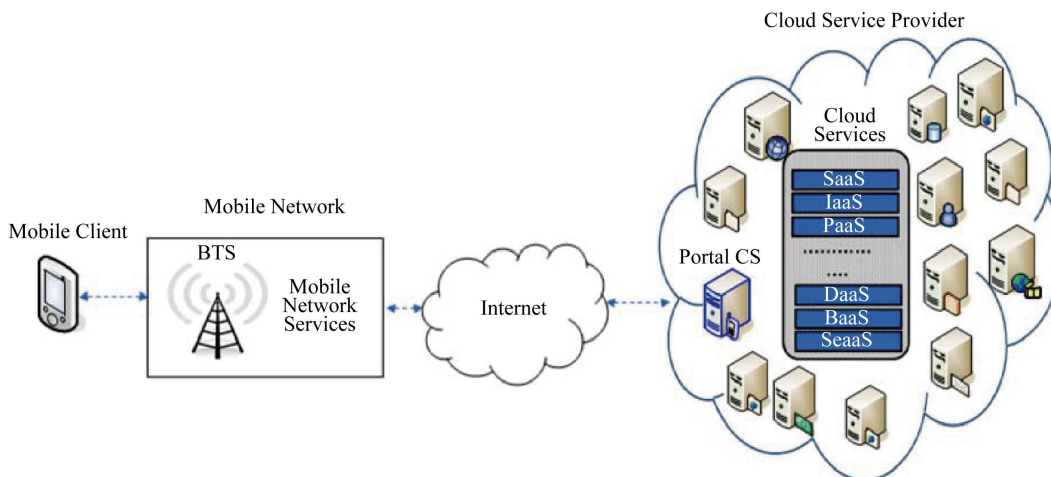 Cloud Service Provider
Cloud
Services
SaaS
IaaS
PaaS
............
....
DaaS
BaaS
SeaaS
Portal CS
Mobile Network
Mobile Client
BTS
Mobile
Network
Services
Internet